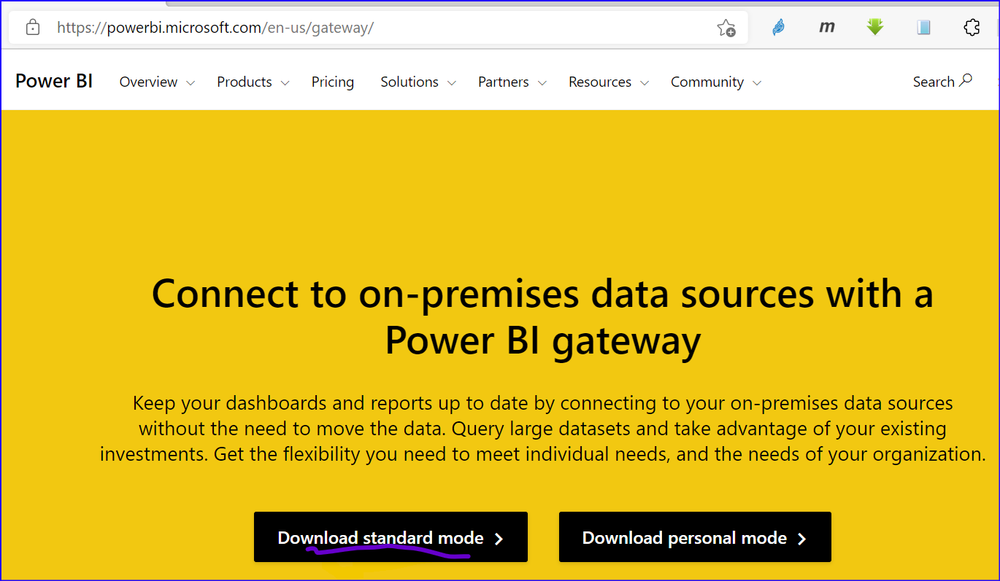 https://powerbi.microsoft.com/en-us/gateway/
m
Power BI Overview Products Pricing Solutions Partners Resources Community Search
Connect to on-premises data sources with a
Power BI gateway
Keep your dashboards and reports up to date by connecting to your on-premises data sources
without the need to move the data. Query large datasets and take advantage of your existing
investments. Get the flexibility you need to meet individual needs, and the needs of your organization.
Download standard mode
Download personal mode